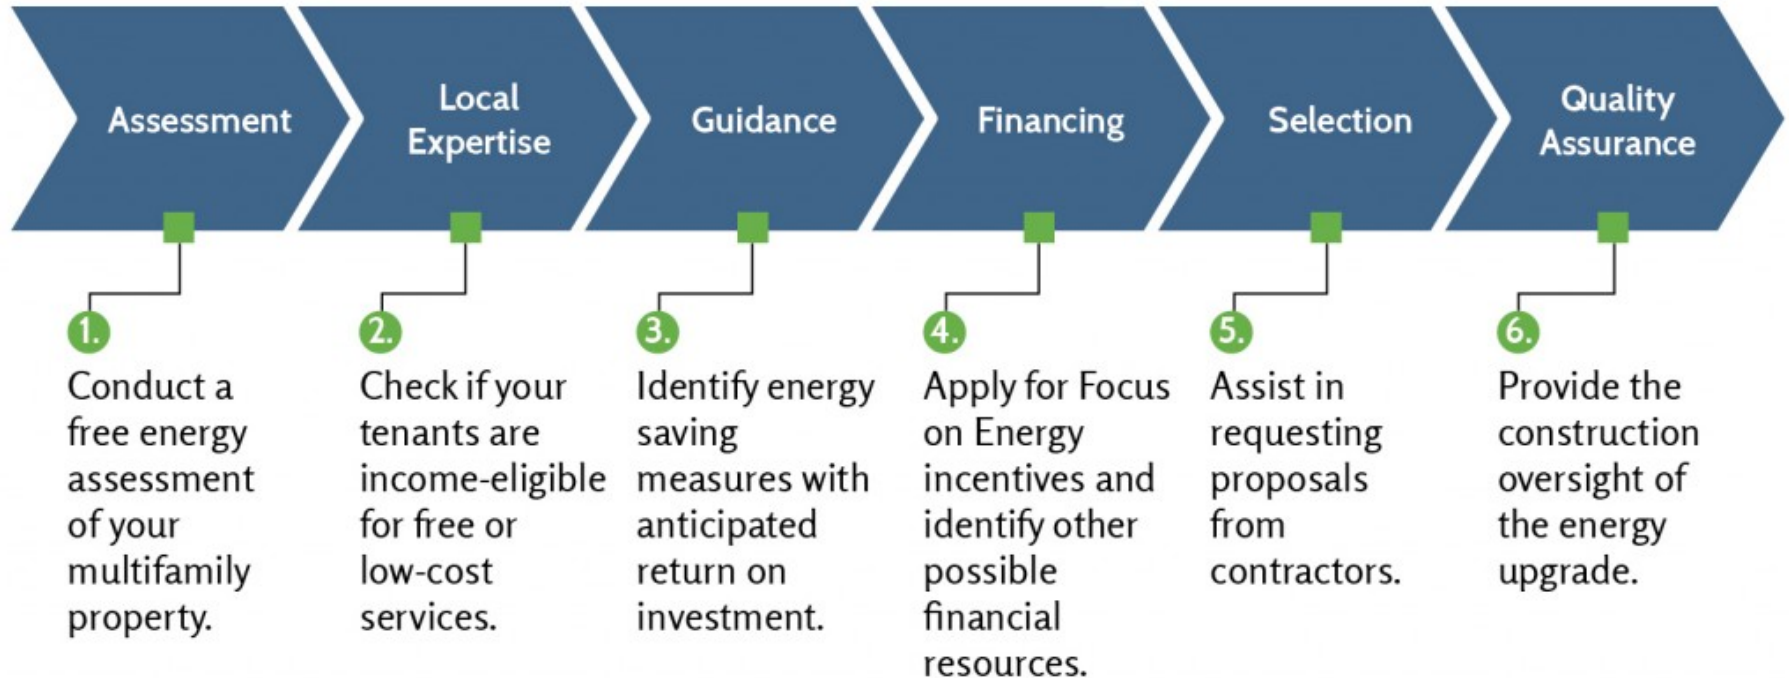 Assessment
Local
Expertise
Guidance
Financing
Selection
Quality
Assurance
1.
Conduct a
free energy
assessment
of your
multifamily
property.
2.
Check if your
tenants are
income-eligible
for free or
low-cost
services.
3.
Identify energy
saving
measures with
anticipated
return on
investment.
4.
Apply for Focus
on Energy
incentives and
identify other
possible
financial
resources.
5.
Assist in
requesting
proposals
from
contractors.
6.
Provide the
construction
oversight of
the energy
upgrade.